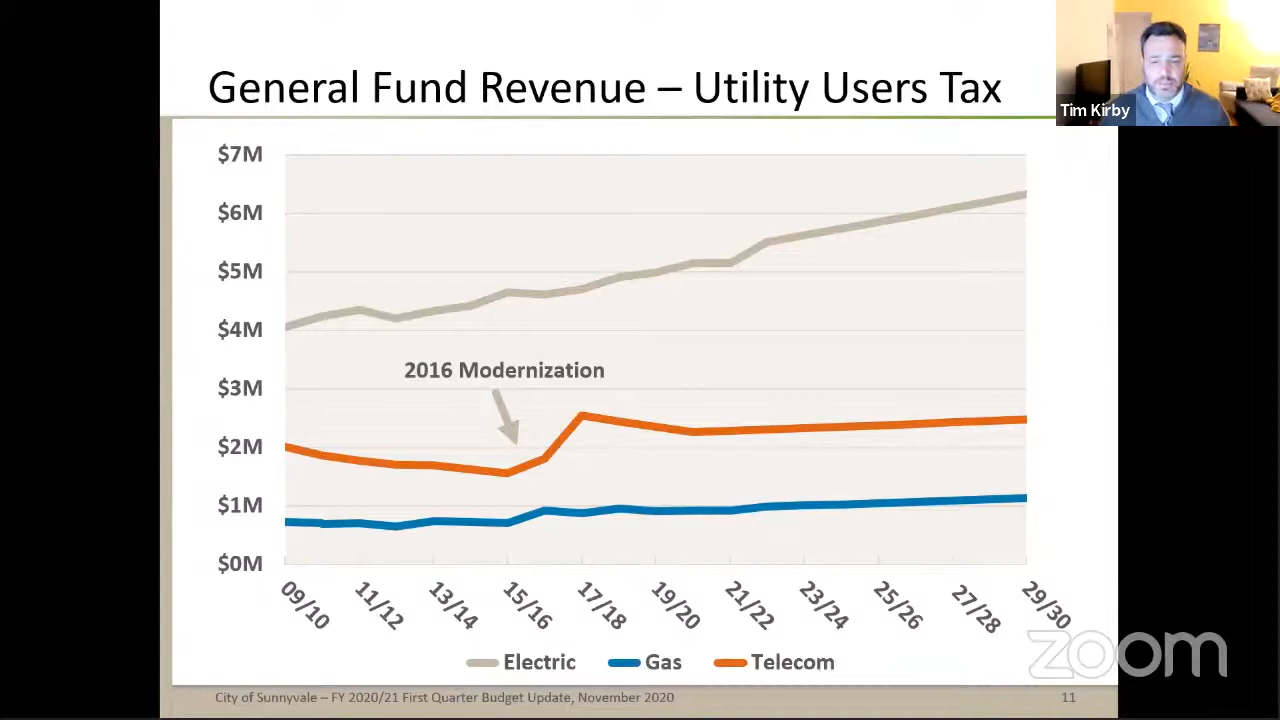 General Fund Revenue – Utility Users Tax
Tim Kirby
$7M
$6M
$5M
$4M
$3M
$2M
$1M
$0M
2016 Modernization
09/10
11/12
13/14
15/16
17/18
19/20
21/22
23/24
25/26
27/28
29/30
Electric
Gas
Telecom
zoom
City of Sunnyvale – FY 2020/21 First Quarter Budget Update, November 2020
11